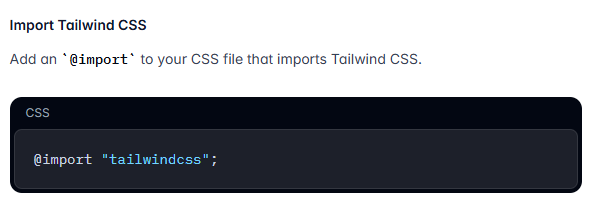 Import Tailwind CSS
Add an `@import` to your CSS file that imports Tailwind CSS.
CSS
@import "tailwindcss";